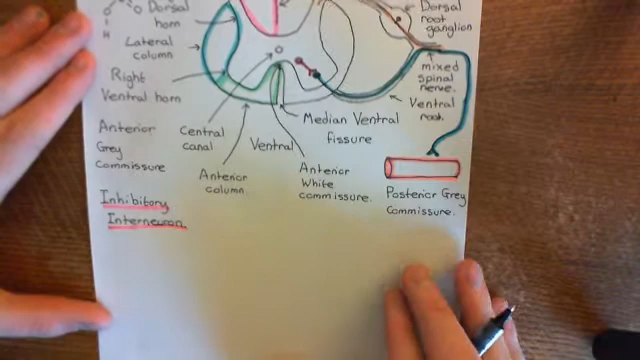 H
Dorsal
horn
Dorsal
root
ganglion
Lateral
column
mixed
Spinal
nerve.
Right
Ventral horn
Ventral
root
Median Ventral
fissure
Anterior
Grey
Commissure
Central
canal
Ventral
Anterior
column
Anterior
White
commissure.
Posterior Grey
Commissure.
Inhibitory
Interneuron